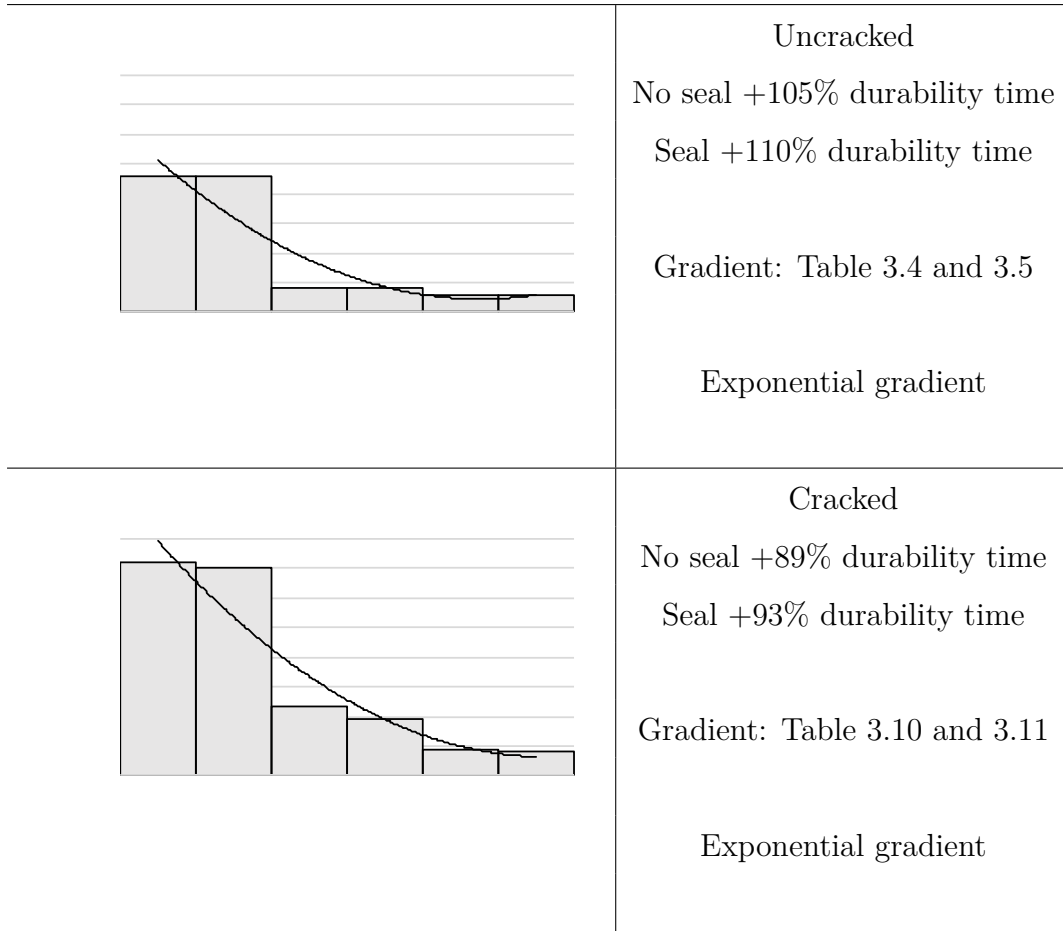 Uncracked
No seal +105% durability time
Seal +110% durability time
Gradient: Table 3.4 and 3.5
Exponential gradient
Cracked
No seal +89% durability time
Seal +93% durability time
Gradient: Table 3.10 and 3.11
Exponential gradient